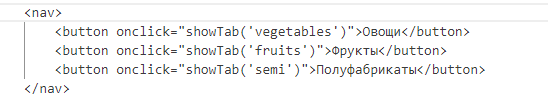 <nav>
<button onclick="showTab('vegetables')">Овощи</button>
<button onclick="showTab('fruits')">Фрукты</button>
<button onclick="showTab('semi')">Полуфабрикаты</button>
</nav>